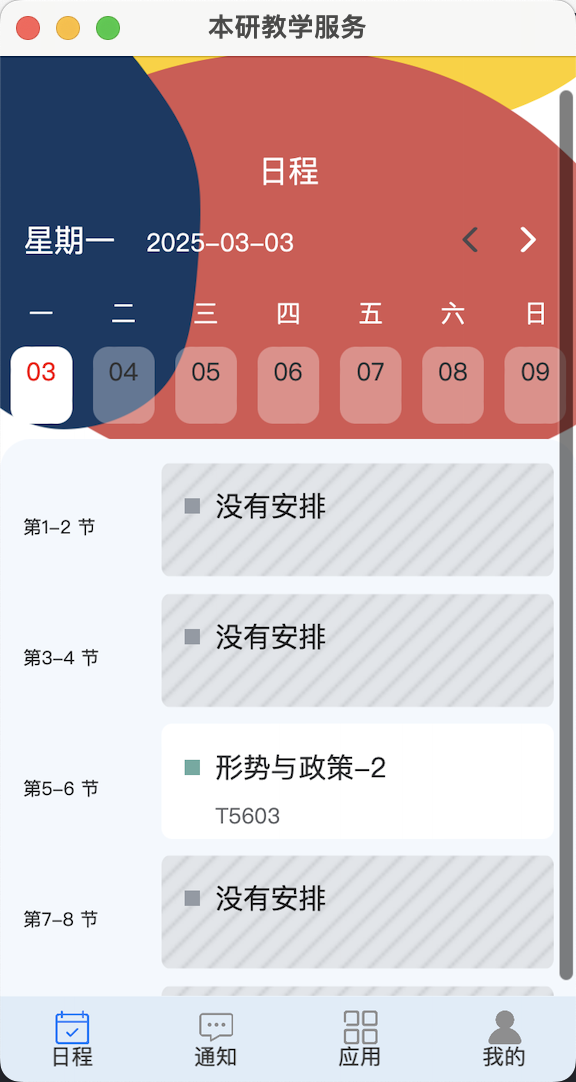 本研教学服务
日程
星期一 2025-03-03
一 二 三 四 五 六 日
03 04 05 06 07 08 09
第1-2 节
没有安排
第3-4 节
没有安排
第5-6 节
形势与政策-2
T5603
第7-8 节
没有安排
日程 通知 应用 我的